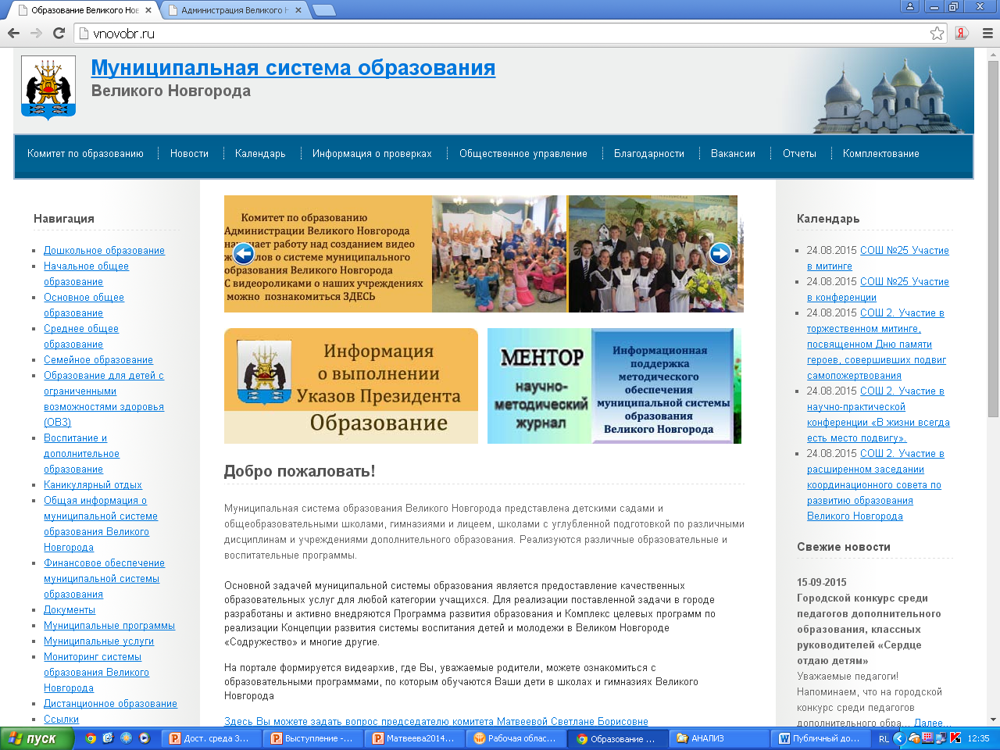 Образование Великого Нов
Администрация Великого Н
vnovobr.ru
Муниципальная система образования
Великого Новгорода
Комитет по образованию
Новости
Календарь
Информация о проверках
Общественное управление
Благодарности
Вакансии
Отчеты
Комплектование
Навигация
Дошкольное образование
Начальное общее
образование
Основное общее
образование
Среднее общее
образование
Семейное образование
Образование для детей с
ограниченными
возможностями здоровья
(ОВЗ)
Воспитание и
дополнительное
образование
Каникулярный отдых
Общая информация о
муниципальной системе
образования Великого
Новгорода
Финансовое обеспечение
муниципальной системы
образования
Документы
Муниципальные программы
Муниципальные услуги
Мониторинг системы
образования Великого
Новгорода
Дистанционное образование
Ссылки
Комитет по образованию
Администрации Великого Новгорода
работу над созданием видео
о системе муниципального
образования Великого Новгорода
С видеороликами о наших учреждениях
можно познакомиться ЗДЕСЬ
Информация
о выполнении
Указов Президента
Образование
МЕНТОР
научно-
методический
журнал
Информационная
поддержка
методического
обеспечения
муниципальной системы
образования
Великого Новгорода
Добро пожаловать!
Муниципальная система образования Великого Новгорода представлена детскими садами и
общеобразовательными школами, гимназиями и лицеем, школами с углубленной подготовкой по различными
дисциплинам и учреждениями дополнительного образования. Реализуются различные образовательные и
воспитательные программы.
Основной задачей муниципальной системы образования является предоставление качественных
образовательных услуг для любой категории учащихся. Для реализации поставленной задачи в городе
разработаны и активно внедряются Программа развития образования и Комплекс целевых программ по
реализации Концепции развития системы воспитания детей и молодежи в Великом Новгороде
«Содружество» и многие другие.
На портале формируется видеархив, где Вы, уважаемые родители, можете ознакомиться с
образовательными программами, по которым обучаются Ваши дети в школах и гимназиях Великого
Новгорода
Здесь Вы можете задать вопрос председателю комитета Матвеевой Светлане Борисовне
Календарь
24.08.2015 СОШ №25 Участие
в митинге
24.08.2015 СОШ №25 Участие
в конференции
24.08.2015 СОШ 2. Участие в
торжественном митинге,
посвященном Дню памяти
героев, совершивших подвиг
самопожертвования
24.08.2015 СОШ 2. Участие в
научно-практической
конференции «В жизни всегда
есть место подвигу».
24.08.2015 СОШ 2. Участие в
расширенном заседании
координационного совета по
развитию образования
Великого Новгорода
Свежие новости
15-09-2015
Городской конкурс среди
педагогов дополнительного
образования, классных
руководителей «Сердце
отдаю детям»
Уважаемые педагоги!
Напоминаем, что на городской
конкурс среди педагогов
дополнительного обра... Далее...
пуск
Дост. среда 3...
Выступление -...
Матвеева2014...
Рабочая облас...
Образование ...
АНАЛИЗ
Публичный до...
RL
12:35